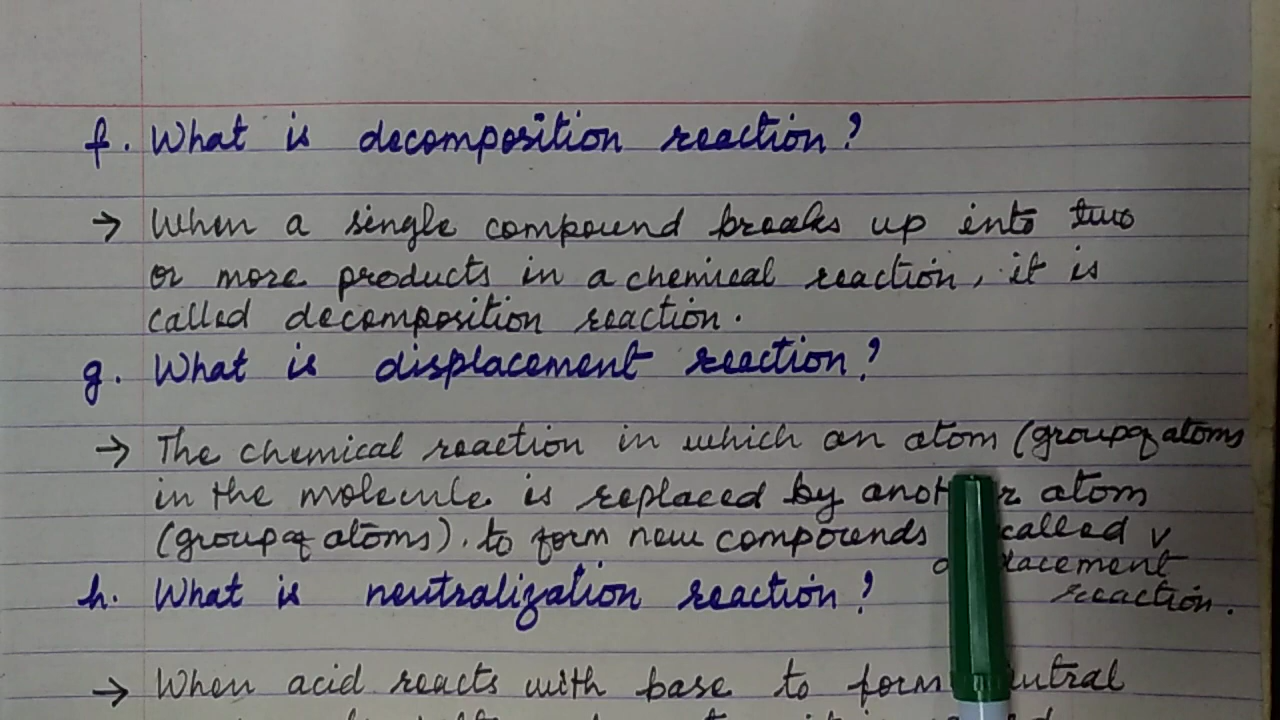 f. What is decomposition reaction?
→ When a single compound breaks up into two
or more products in a chemical reaction, it is
called decomposition reaction.
g. What is displacement reaction?
→ The chemical reaction in which an atom (group of atoms
in the molecule is replaced by atom
(group of atoms). to form new compounds called v
reaction.
h. What is neutralization reaction?
→ When acid reacts with base to form